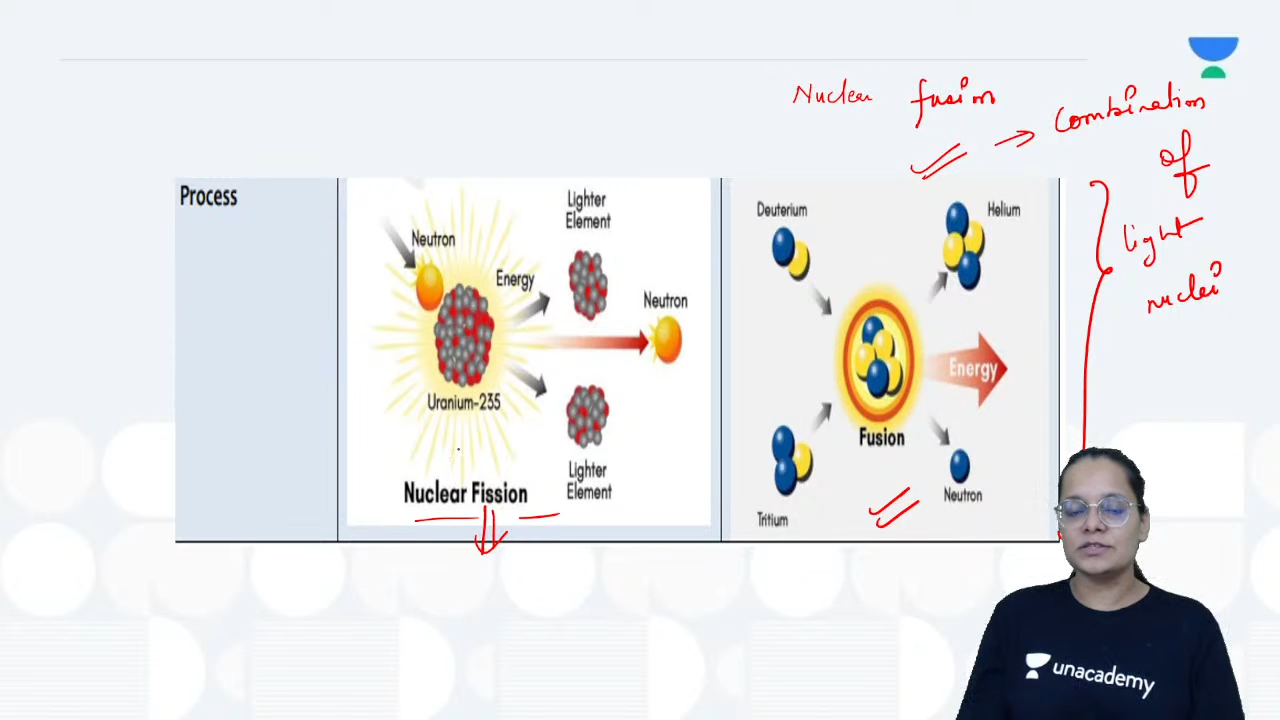 Nuclear fusion
→ Combination
of
light
nuclei
Process
Neutron
Energy
Uranium-235
Lighter
Element
Neutron
Lighter
Element
Nuclear Fission
Deuterium
Helium
Energy
Fusion
Tritium
Neutron
unacademy